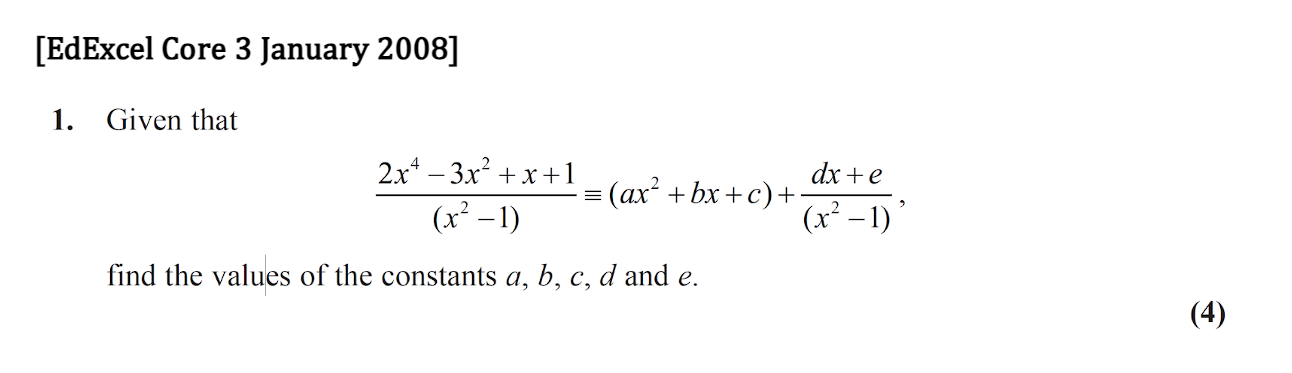 [EdExcel Core 3 January 2008]
1. Given that
(2x⁴ − 3x² + x + 1)/(x² − 1) ≡ (ax² + bx + c) + (dx + e)/(x² − 1),
find the values of the constants a, b, c, d and e.
(4)